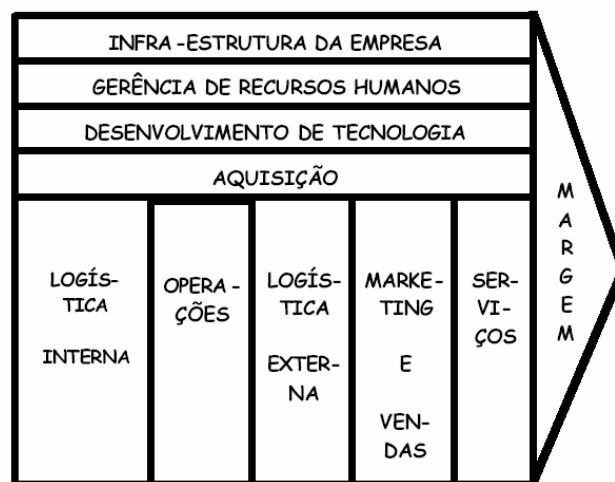 INFRA -ESTRUTURA DA EMPRESA
GERÊNCIA DE RECURSOS HUMANOS
DESENVOLVIMENTO DE TECNOLOGIA
AQUISIÇÃO
LOGÍS-
TICA
INTERNA
OPERA -
ÇÕES
LOGÍS-
TICA
EXTER-
NA
MARKE-
TING
E
VEN-
DAS
SER-
VI-
ÇOS
M
A
R
G
E
M